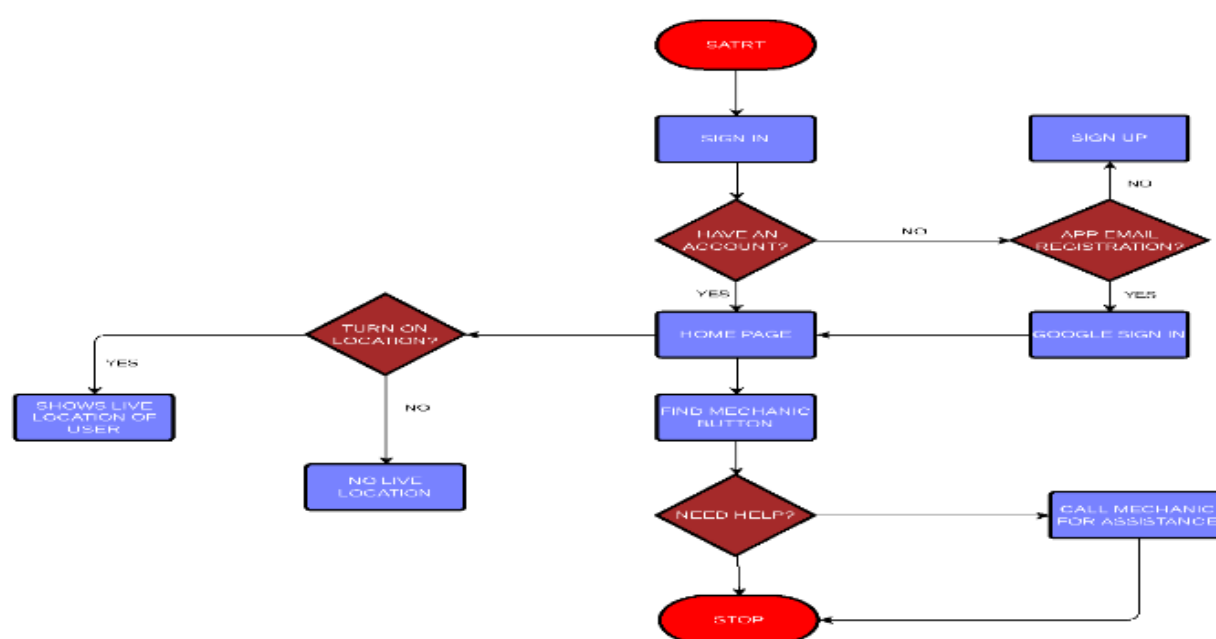 SATRT
SIGN IN
SIGN UP
NO
HAVE AN
ACCOUNT?
NO
APP EMAIL
REGISTRATION?
YES
YES
TURN ON
LOCATION?
HOME PAGE
GOOGLE SIGN IN
YES
SHOWS LIVE
LOCATION OF
USER
NO
FIND MECHANIC
BUTTON
NO LIVE
LOCATION
NEED HELP?
CALL MECHANIC
FOR ASSISTANCE
STOP